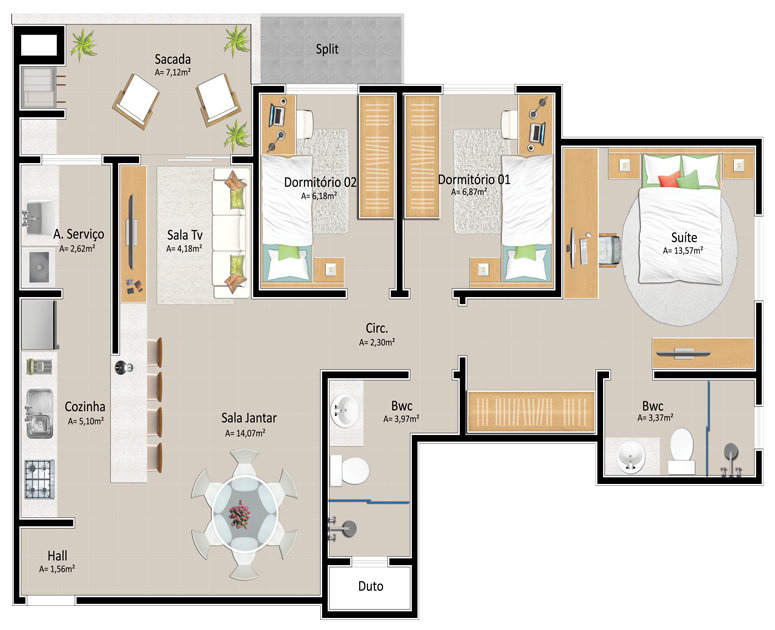 Split
Sacada
A= 7,12m²
Dormitório 02
A= 6,18m²
Dormitório 01
A= 6,87m²
A. Serviço
A= 2,62m²
Sala Tv
A= 4,18m²
Suíte
A= 13,57m²
Circ.
A= 2,30m²
Cozinha
A= 5,10m²
Sala Jantar
A= 14,07m²
Bwc
A= 3,97m²
Bwc
A= 3,37m²
Hall
A= 1,56m²
Duto